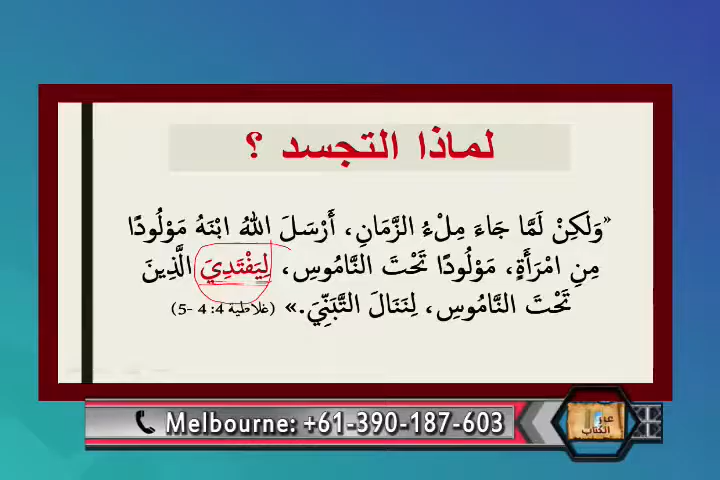 لماذا التجسد ؟
«وَلَكِنْ لَمَّا جَاءَ مِلْءُ الزَّمَانِ، أَرْسَلَ اللهُ ابْنَهُ مَوْلُودًا
مِنِ امْرَأَةٍ، مَوْلُودًا تَحْتَ النَّامُوسِ، لِيَفْتَدِيَ الَّذِينَ
تَحْتَ النَّامُوسِ، لِنَنَالَ التَّبَنِّيَ.» (غلاطية 4: 4 -5)
Melbourne: +61-390-187-603
الكتاب